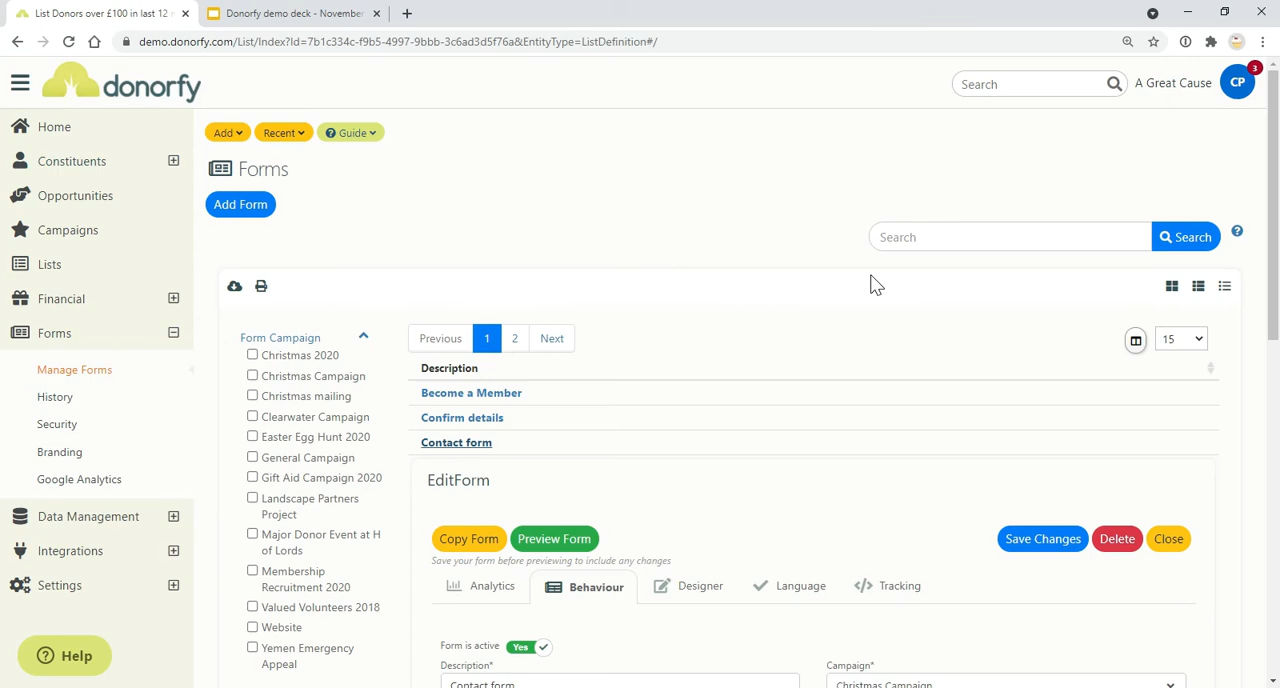 List Donors over £100 in last 12 m
Donorfy demo deck - November
demo.donorfy.com/List/Index?Id=7b1c334c-f9b5-4997-9bbb-3c6ad3d5f76a&EntityType=ListDefinition#/
donorfy
Search
A Great Cause
CP
3
Home
Constituents
Opportunities
Campaigns
Lists
Financial
Forms
Manage Forms
History
Security
Branding
Google Analytics
Data Management
Integrations
Settings
Help
Add
Recent
Guide
Forms
Add Form
Search
Search
Form Campaign
Christmas 2020
Christmas Campaign
Christmas mailing
Clearwater Campaign
Easter Egg Hunt 2020
General Campaign
Gift Aid Campaign 2020
Landscape Partners
Project
Major Donor Event at H
of Lords
Membership
Recruitment 2020
Valued Volunteers 2018
Website
Yemen Emergency
Appeal
Previous 1 2 Next
15
Description
Become a Member
Confirm details
Contact form
EditForm
Copy Form
Preview Form
Save Changes
Delete
Close
Save your form before previewing to include any changes
Analytics
Behaviour
Designer
Language
Tracking
Form is active Yes
Description*
Campaign*
Contact form
Christmas Campaign